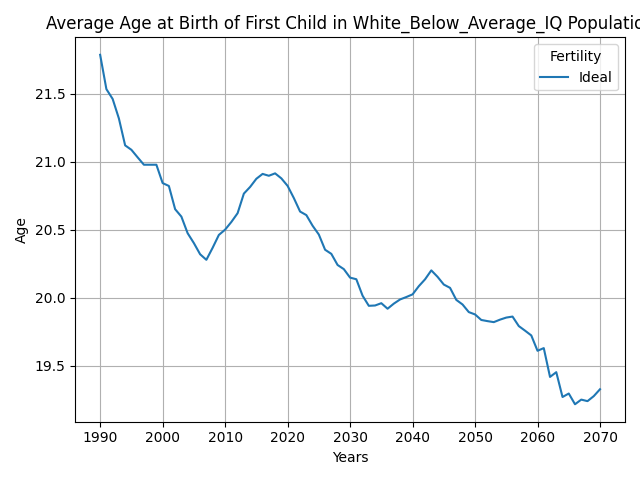 Average Age at Birth of First Child in White_Below_Average_IQ Populatio
Fertility
Ideal
Age
21.5
21.0
20.5
20.0
19.5
1990 2000 2010 2020 2030 2040 2050 2060 2070
Years